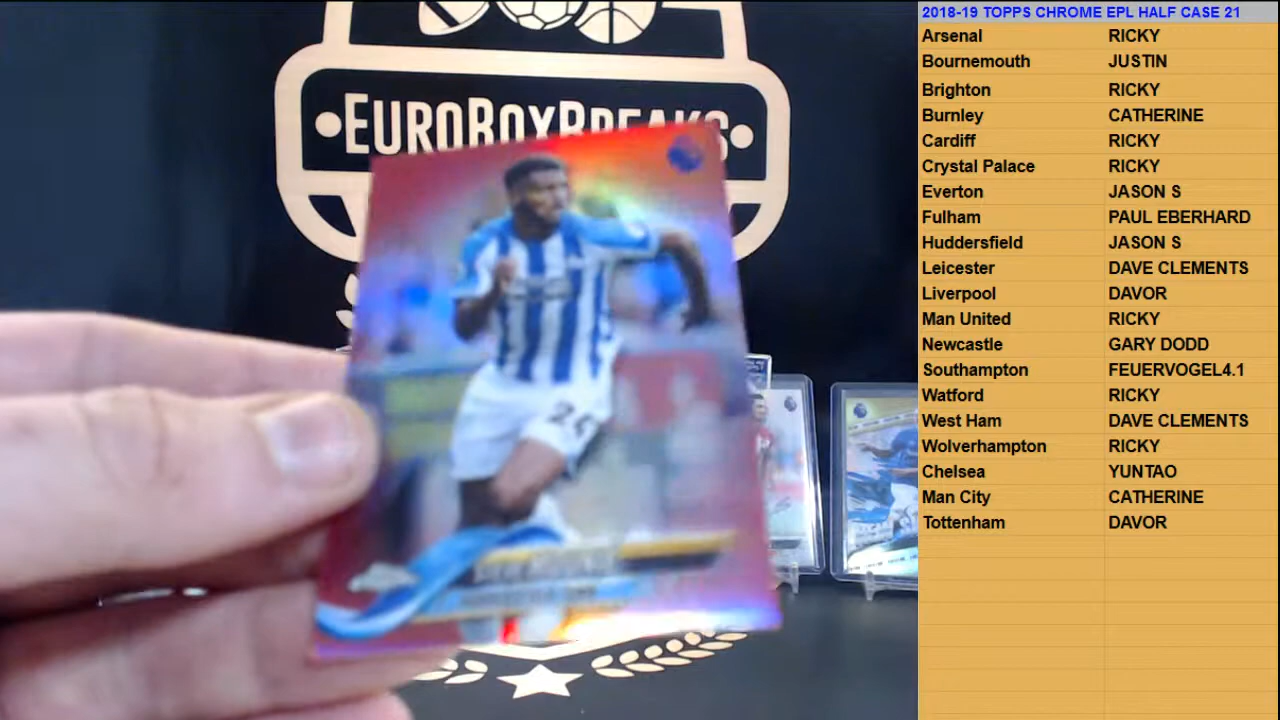 EUROBOXBREAKS
24
2018-19 TOPPS CHROME EPL HALF CASE 21
Arsenal RICKY
Bournemouth JUSTIN
Brighton RICKY
Burnley CATHERINE
Cardiff RICKY
Crystal Palace RICKY
Everton JASON S
Fulham PAUL EBERHARD
Huddersfield JASON S
Leicester DAVE CLEMENTS
Liverpool DAVOR
Man United RICKY
Newcastle GARY DODD
Southampton FEUERVOGEL4.1
Watford RICKY
West Ham DAVE CLEMENTS
Wolverhampton RICKY
Chelsea YUNTAO
Man City CATHERINE
Tottenham DAVOR